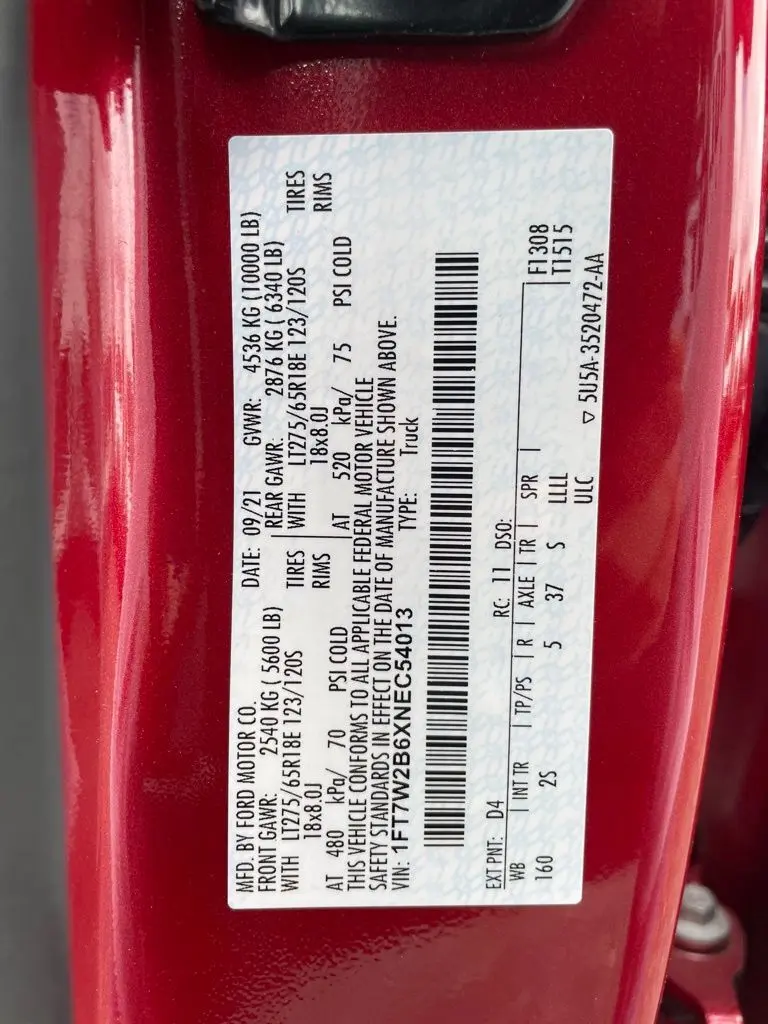 MFD. BY FORD MOTOR CO.
DATE: 09/21 GVWR: 4536 KG (10000 LB)
FRONT GAWR: 2540 KG ( 5600 LB)
REAR GAWR: 2876 KG ( 6340 LB)
WITH LT275/65R18E 123/120S TIRES
WITH LT275/65R18E 123/120S TIRES
18x8.0J RIMS
18x8.0J RIMS
AT 480 kPa/ 70 PSI COLD
AT 520 kPa/ 75 PSI COLD
THIS VEHICLE CONFORMS TO ALL APPLICABLE FEDERAL MOTOR VEHICLE
SAFETY STANDARDS IN EFFECT ON THE DATE OF MANUFACTURE SHOWN ABOVE.
VIN: 1FT7W2B6XNEC54013 TYPE: Truck
EXT PNT: D4 RC: 11 DSO:
WB INT TR TP/PS R AXLE TR SPR F1308
160 2S 5 37 S LLLL T1515
ULC ▽ 5U5A-3520472-AA